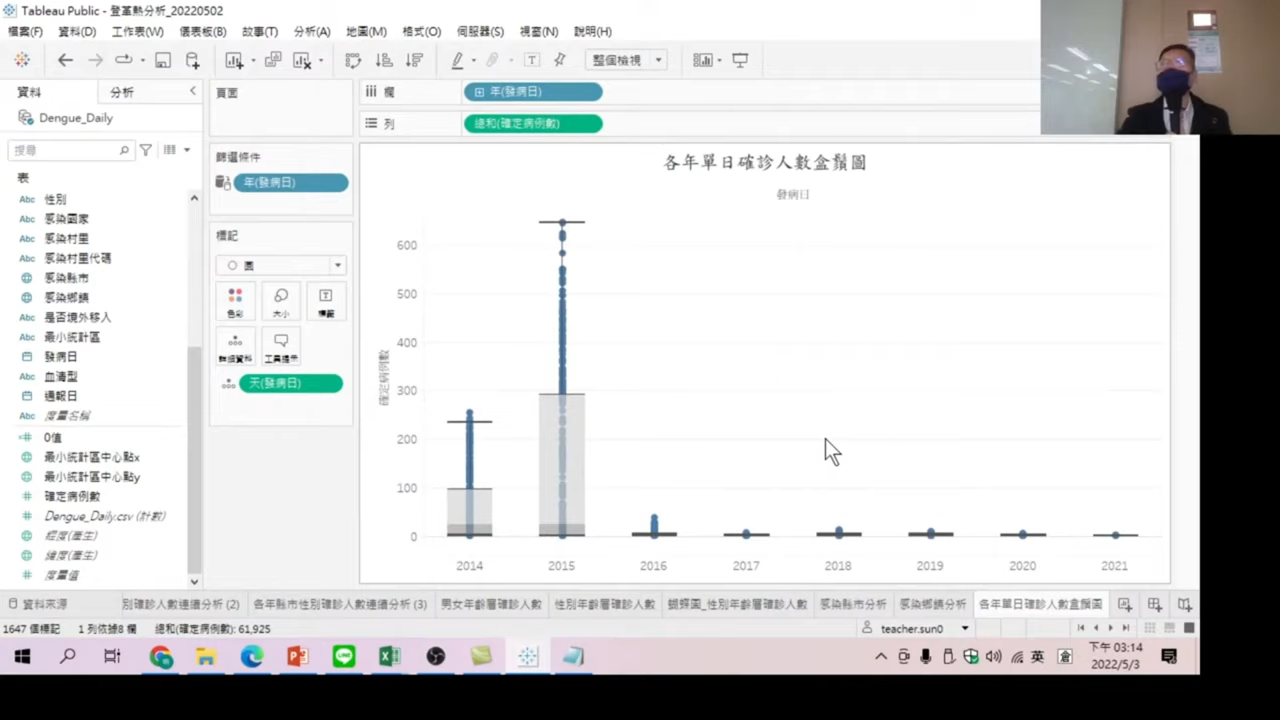 Tableau Public - 登革熱分析_20220502
檔案(F) 資料(D) 工作表(W) 儀表板(B) 故事(T) 分析(A) 地圖(M) 格式(O) 伺服器(S) 視窗(N) 說明(H)
整個檢視
資料 分析
Dengue_Daily
搜尋
表
Abc 性別
Abc 感染國家
Abc 感染村里
Abc 感染村里代碼
感染縣市
感染鄉鎮
Abc 是否境外移入
Abc 最小統計區
發病日
Abc 血清型
通報日
Abc 度量名稱
0值
最小統計區中心點x
最小統計區中心點y
確定病例數
Dengue_Daily.csv (計數)
經度(產生)
緯度(產生)
度量值
頁面
篩選條件
年(發病日)
標記
圓
色彩 大小 標籤
詳細資料 工具提示
天(發病日)
欄 年(發病日)
列 總和(確定病例數)
各年單日確診人數盒鬚圖
發病日
確定病例數
600
500
400
300
200
100
0
2014 2015 2016 2017 2018 2019 2020 2021
資料來源 別確診人數連續分析 (2) 各年縣市性別確診人數連續分析 (3) 男女年齡層確診人數 性別年齡層確診人數 蝴蝶圖_性別年齡層確診人數 感染縣市分析 感染鄉鎮分析 各年單日確診人數盒鬚圖
1647 個標記 1 列依據8 欄 總和(確定病例數): 61,925 teacher.sun0
英 下午 03:14
2022/5/3